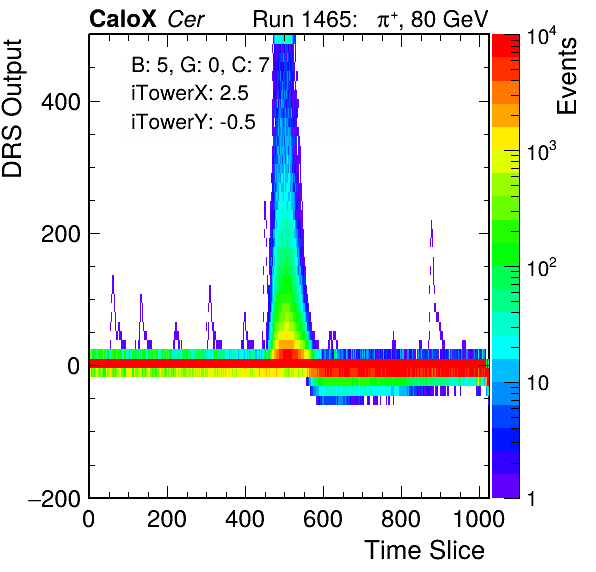 CaloX Cer Run 1465: π⁺, 80 GeV
B: 5, G: 0, C: 7
iTowerX: 2.5
iTowerY: -0.5
DRS Output
400
200
0
−200
0 200 400 600 800 1000
Time Slice
Events
10⁴
10³
10²
10
1